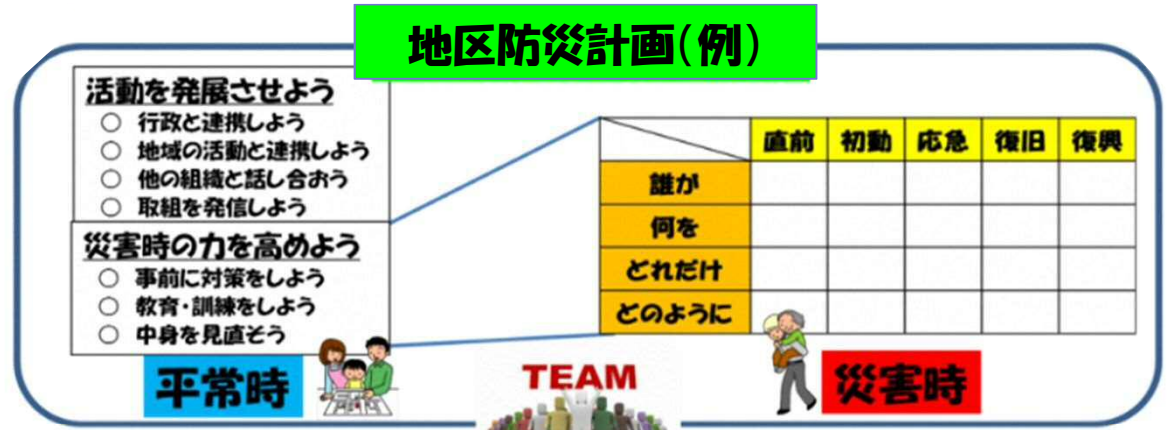 地区防災計画(例)
活動を発展させよう
○ 行政と連携しよう
○ 地域の活動と連携しよう
○ 他の組織と話し合おう
○ 取組を発信しよう
災害時の力を高めよう
○ 事前に対策をしよう
○ 教育・訓練をしよう
○ 中身を見直そう
平常時
直前 初動 応急 復旧 復興
誰が
何を
どれだけ
どのように
TEAM
災害時